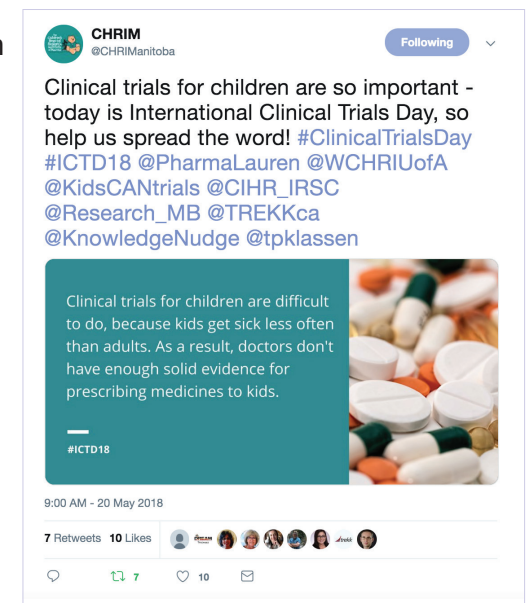 CHRIM
@CHRIManitoba
Following
Clinical trials for children are so important -
today is International Clinical Trials Day, so
help us spread the word! #ClinicalTrialsDay
#ICTD18 @PharmaLauren @WCHRIUofA
@KidsCANtrials @CIHR_IRSC
@Research_MB @TREKKca
@KnowledgeNudge @tpklassen
Clinical trials for children are difficult
to do, because kids get sick less often
than adults. As a result, doctors don't
have enough solid evidence for
prescribing medicines to kids.
#ICTD18
9:00 AM - 20 May 2018
7 Retweets 10 Likes
7 10